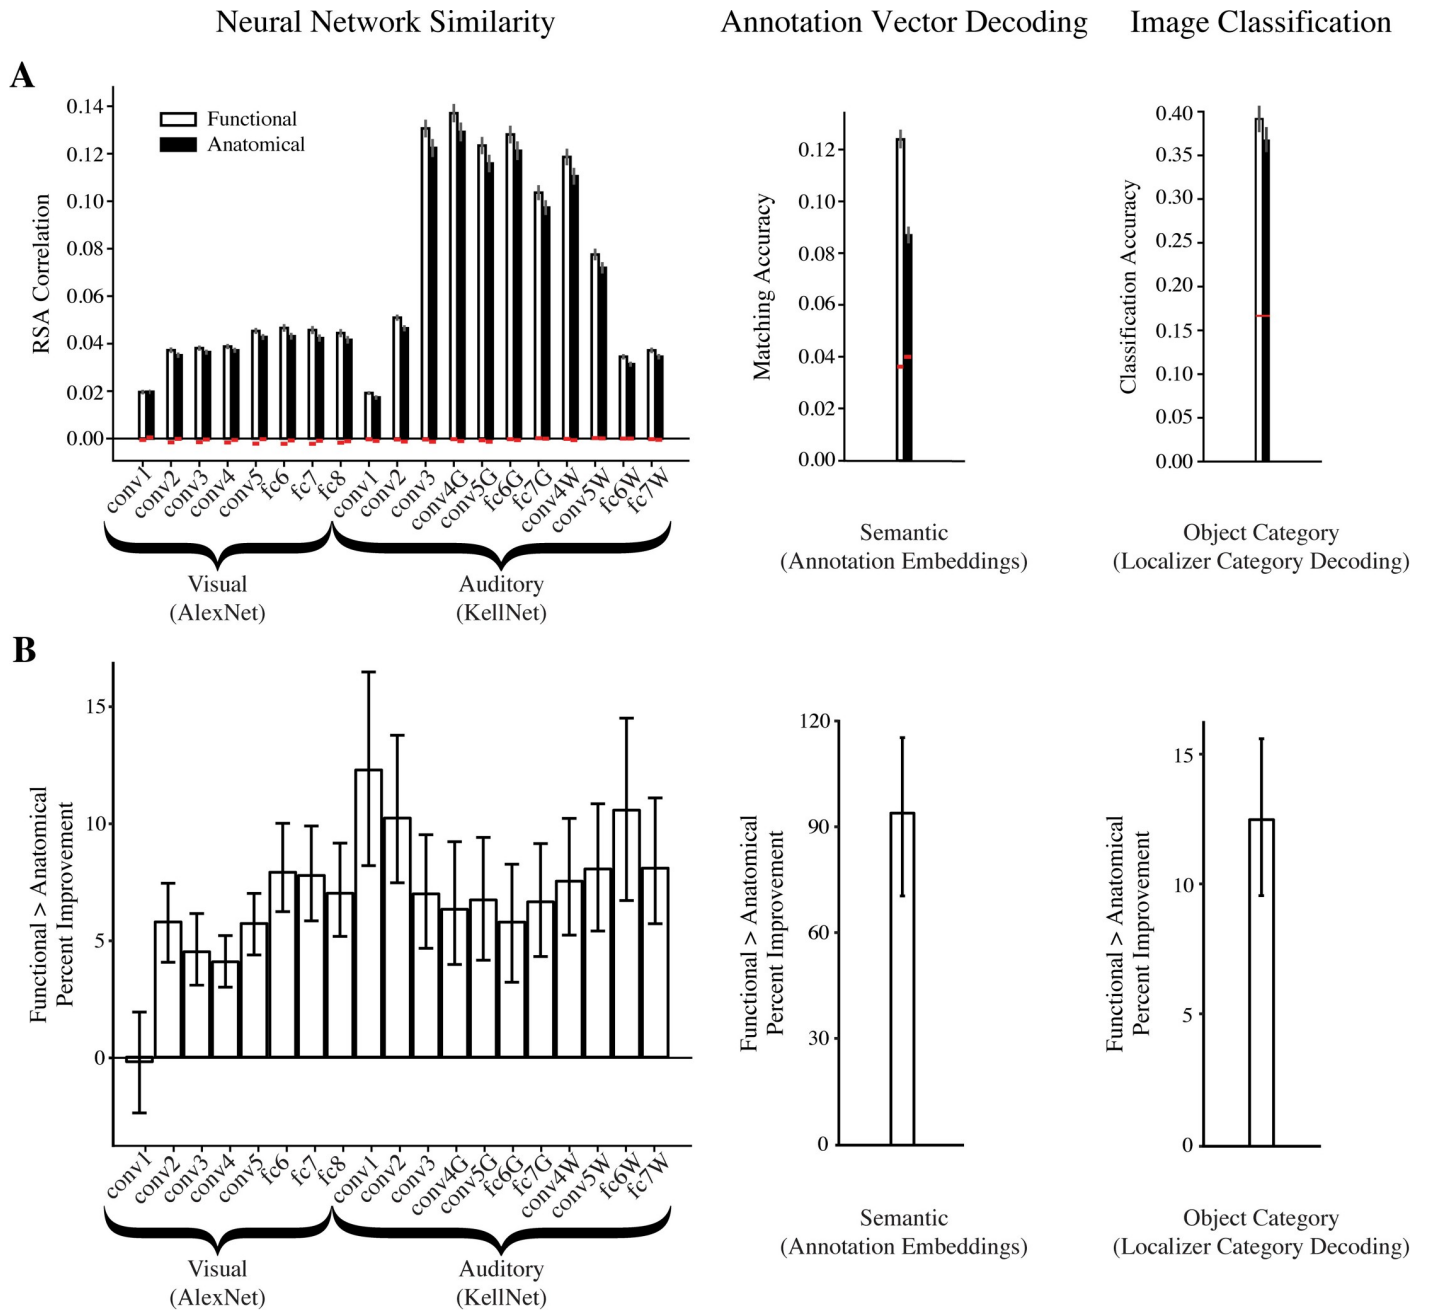 Neural Network Similarity
Annotation Vector Decoding
Image Classification
A
RSA Correlation
0.14
0.12
0.10
0.08
0.06
0.04
0.02
0.00
Functional
Anatomical
conv1
conv2
conv3
conv4
conv5
fc6
fc7
fc8
conv1
conv2
conv3
conv4G
conv5G
fc6G
fc7G
conv4W
conv5W
fc6W
fc7W
Visual
(AlexNet)
Auditory
(KellNet)
Matching Accuracy
0.12
0.10
0.08
0.06
0.04
0.02
0.00
Semantic
(Annotation Embeddings)
Classification Accuracy
0.40
0.35
0.30
0.25
0.20
0.15
0.10
0.05
0.00
Object Category
(Localizer Category Decoding)
B
Functional > Anatomical
Percent Improvement
15
10
5
0
conv1
conv2
conv3
conv4
conv5
fc6
fc7
fc8
conv1
conv2
conv3
conv4G
conv5G
fc6G
fc7G
conv4W
conv5W
fc6W
fc7W
Visual
(AlexNet)
Auditory
(KellNet)
Functional > Anatomical
Percent Improvement
120
90
60
30
0
Semantic
(Annotation Embeddings)
Functional > Anatomical
Percent Improvement
15
10
5
0
Object Category
(Localizer Category Decoding)